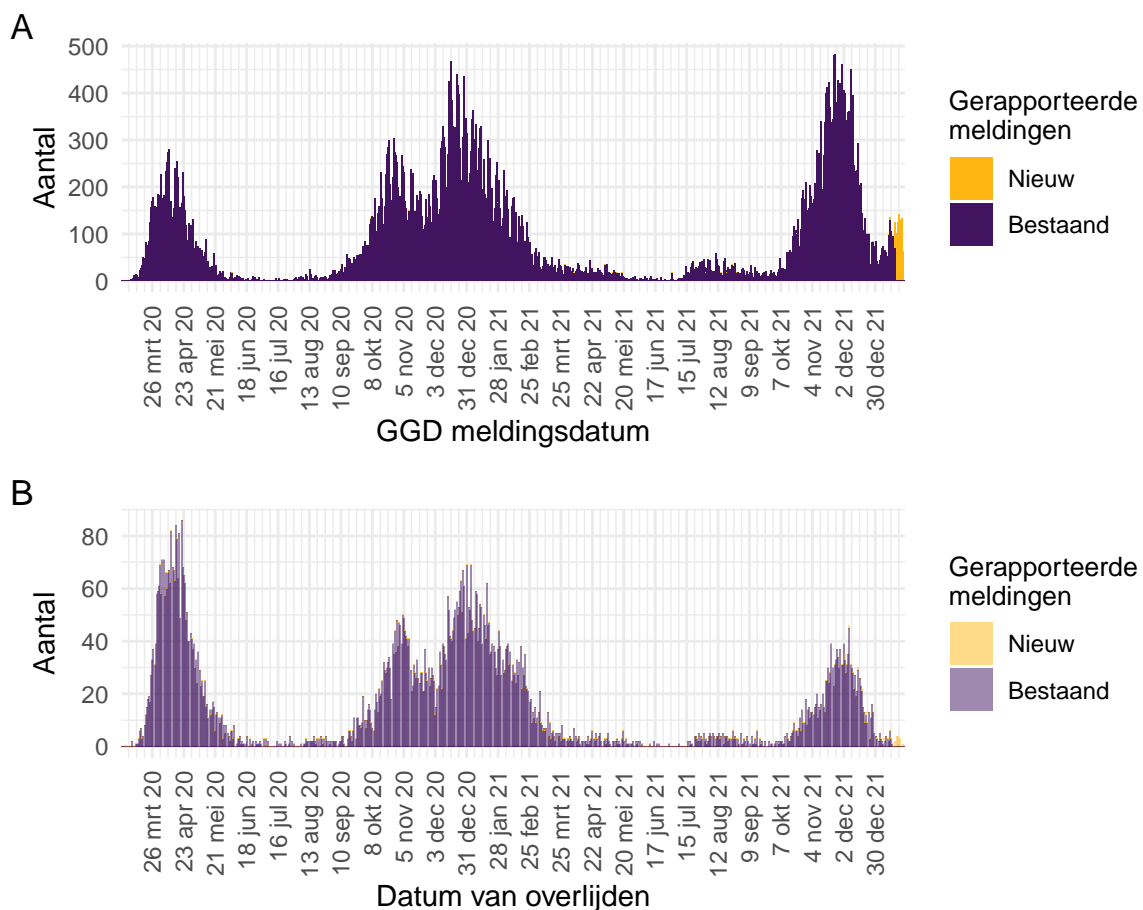 A
500
400
300
200
100
0
Aantal
26 mrt 20
23 apr 20
21 mei 20
18 jun 20
16 jul 20
13 aug 20
10 sep 20
8 okt 20
5 nov 20
3 dec 20
31 dec 20
28 jan 21
25 feb 21
25 mrt 21
22 apr 21
20 mei 21
17 jun 21
15 jul 21
12 aug 21
9 sep 21
7 okt 21
4 nov 21
2 dec 21
30 dec 21
GGD meldingsdatum
Gerapporteerde
meldingen
Nieuw
Bestaand
B
80
60
40
20
0
Aantal
26 mrt 20
23 apr 20
21 mei 20
18 jun 20
16 jul 20
13 aug 20
10 sep 20
8 okt 20
5 nov 20
3 dec 20
31 dec 20
28 jan 21
25 feb 21
25 mrt 21
22 apr 21
20 mei 21
17 jun 21
15 jul 21
12 aug 21
9 sep 21
7 okt 21
4 nov 21
2 dec 21
30 dec 21
Datum van overlijden
Gerapporteerde
meldingen
Nieuw
Bestaand